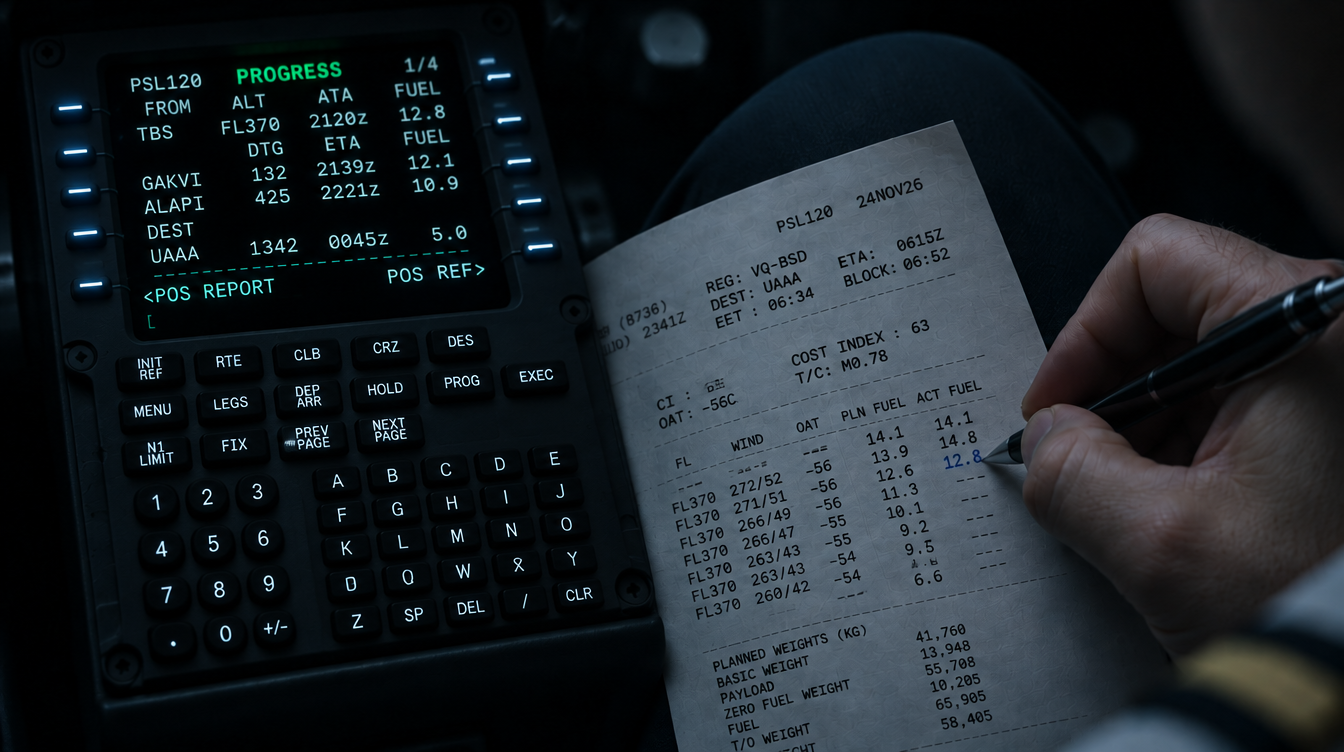 PSL120 PROGRESS 1/4
FROM ALT ATA FUEL
TBS FL370 2120z 12.8
DTG ETA FUEL
GAKVI 132 2139z 12.1
ALAPI 425 2221z 10.9
DEST
UAAA 1342 0045z 5.0
<POS REPORT POS REF>
[
INIT REF RTE CLB CRZ DES
MENU LEGS DEP ARR HOLD PROG EXEC
N1 LIMIT FIX PREV PAGE NEXT PAGE
A B C D E
1 2 3 F G H I J
4 5 6 K L M N O
7 8 9 D Q W Y
. 0 +/- Z SP DEL / CLR
PSL120 24NOV26
(8736) REG: VQ-BSD ETA: 0615Z
2341Z DEST: UAAA BLOCK: 06:52
EET : 06:34
CI : COST INDEX : 63
OAT: -56C T/C: M0.78
FL WIND OAT PLN FUEL ACT FUEL
14.1 14.1
FL370 272/52 -56 13.9 14.8
FL370 271/51 -56 12.6 12.8
FL370 266/49 -56 11.3 ---
FL370 266/47 -55 10.1 ---
FL370 263/43 -55 9.2 ---
FL370 263/43 -54 9.5 ---
FL370 260/42 -54 6.6
PLANNED WEIGHTS (KG)
BASIC WEIGHT 41,760
PAYLOAD 13,948
ZERO FUEL WEIGHT 55,708
FUEL 10,205
T/O WEIGHT 65,905
58,405